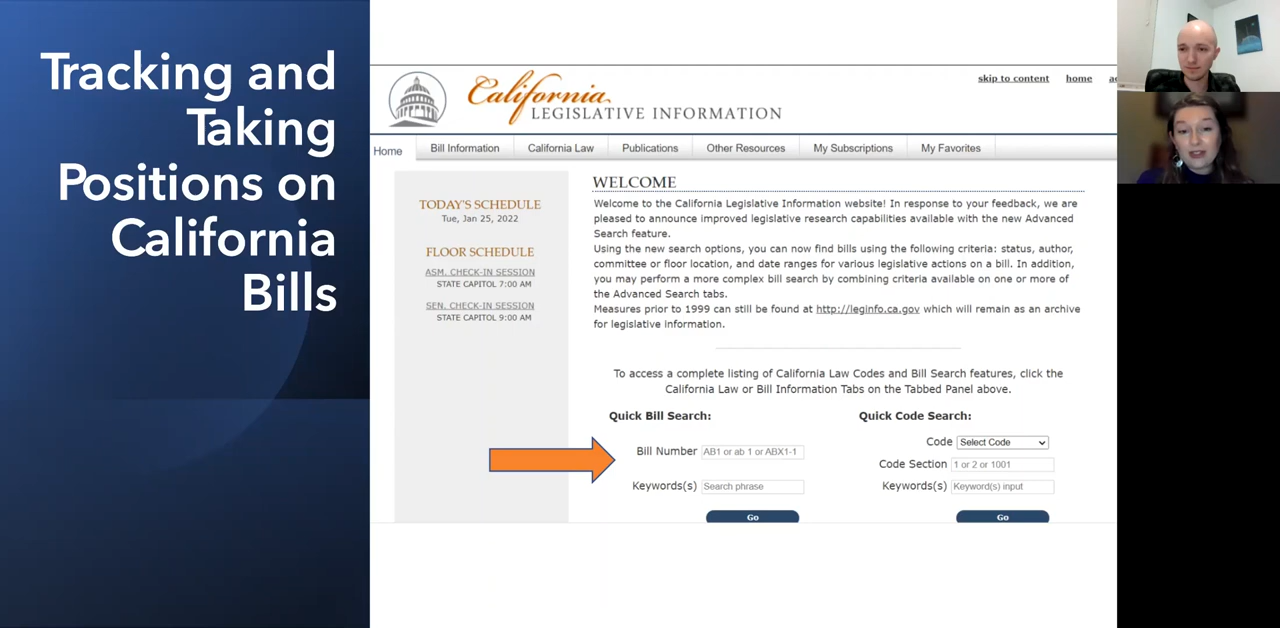 Tracking and
Taking
Positions on
California
Bills
California
LEGISLATIVE INFORMATION
skip to content home
Home Bill Information California Law Publications Other Resources My Subscriptions My Favorites
TODAY'S SCHEDULE
Tue, Jan 25, 2022
FLOOR SCHEDULE
ASM. CHECK-IN SESSION
STATE CAPITOL 7:00 AM
SEN. CHECK-IN SESSION
STATE CAPITOL 9:00 AM
WELCOME
Welcome to the California Legislative Information website! In response to your feedback, we are
pleased to announce improved legislative research capabilities available with the new Advanced
Search feature.
Using the new search options, you can now find bills using the following criteria: status, author,
committee or floor location, and date ranges for various legislative actions on a bill. In addition,
you may perform a more complex bill search by combining criteria available on one or more of
the Advanced Search tabs.
Measures prior to 1999 can still be found at http://leginfo.ca.gov which will remain as an archive
for legislative information.
To access a complete listing of California Law Codes and Bill Search features, click the
California Law or Bill Information Tabs on the Tabbed Panel above.
Quick Bill Search:
Bill Number AB1 or ab 1 or ABX1-1
Keywords(s) Search phrase
Go
Quick Code Search:
Code Select Code
Code Section 1 or 2 or 1001
Keywords(s) Keyword(s) input
Go